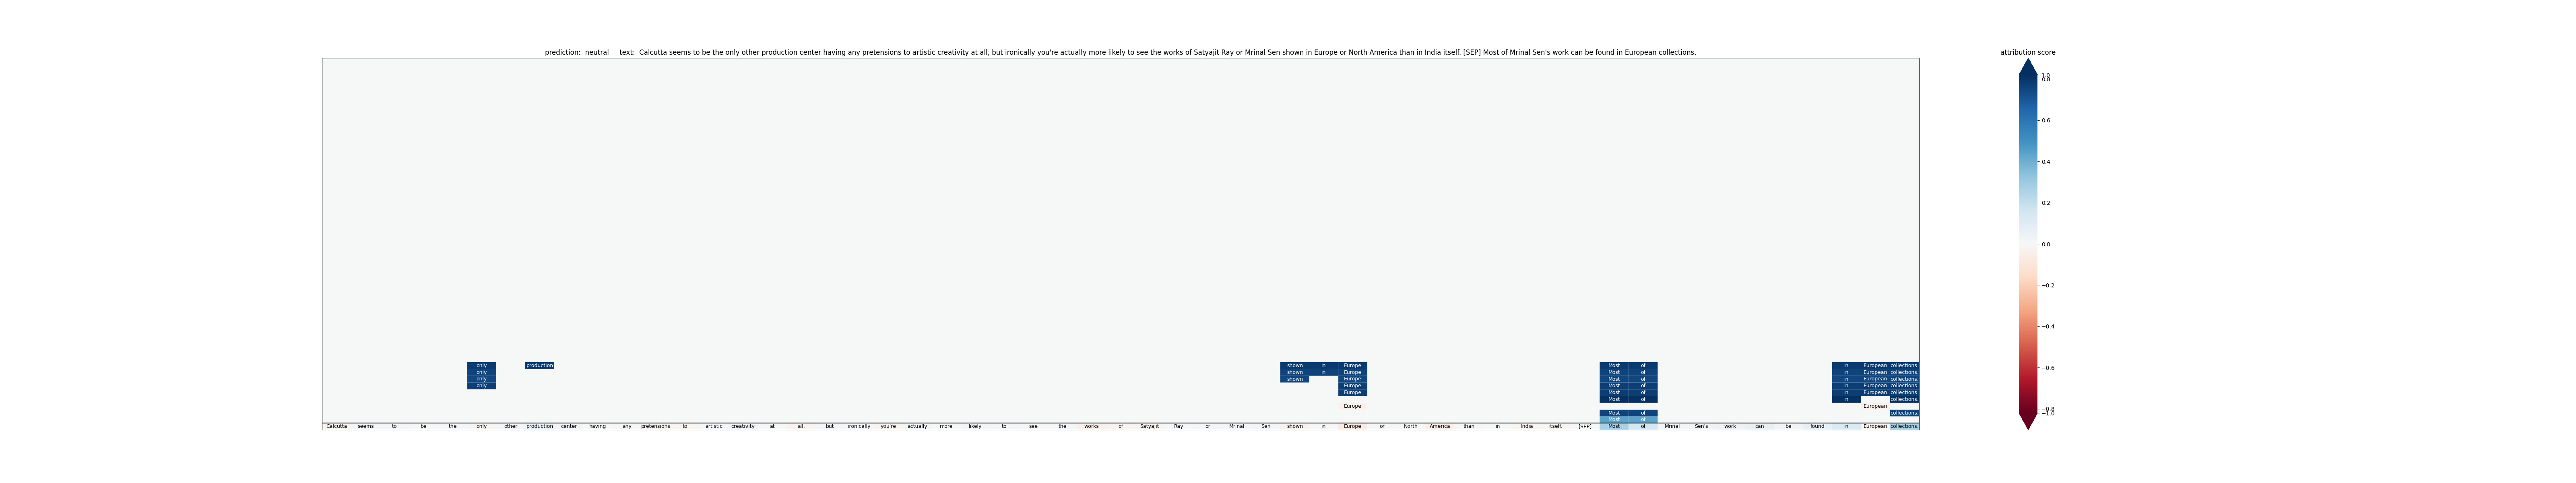 prediction: neutral text: Calcutta seems to be the only other production center having any pretensions to artistic creativity at all, but ironically you're actually more likely to see the works of Satyajit Ray or Mrinal Sen shown in Europe or North America than in India itself. [SEP] Most of Mrinal Sen's work can be found in European collections.
attribution score
1.0
0.8
0.6
0.4
0.2
0.0
−0.2
−0.4
−0.6
−0.8
−1.0
only production shown in Europe Most of in European collections.
only shown in Europe Most of in European collections.
only shown Europe Most of in European collections.
only Europe Most of in European collections.
Europe Most of in European collections.
Most of in collections.
Europe European
Most of collections.
Most of
Calcutta seems to be the only other production center having any pretensions to artistic creativity at all, but ironically you're actually more likely to see the works of Satyajit Ray or Mrinal Sen shown in Europe or North America than in India itself. [SEP] Most of Mrinal Sen's work can be found in European collections.